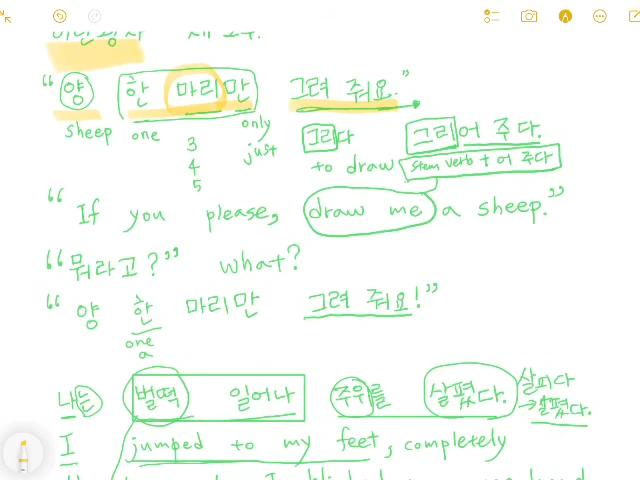 "양 한 마리만 그려 줘요."
sheep one 3 4 5 only just
그리다 그리어 주다.
to draw stem verb + 어 주다
"If you please, draw me a sheep."
"뭐라고?" what?
"양 한 마리만 그려 줘요!"
one
a
나는 벌떡 일어나 주위를 살폈다. 살피다
→ 살폈다.
I jumped to my feet, completely